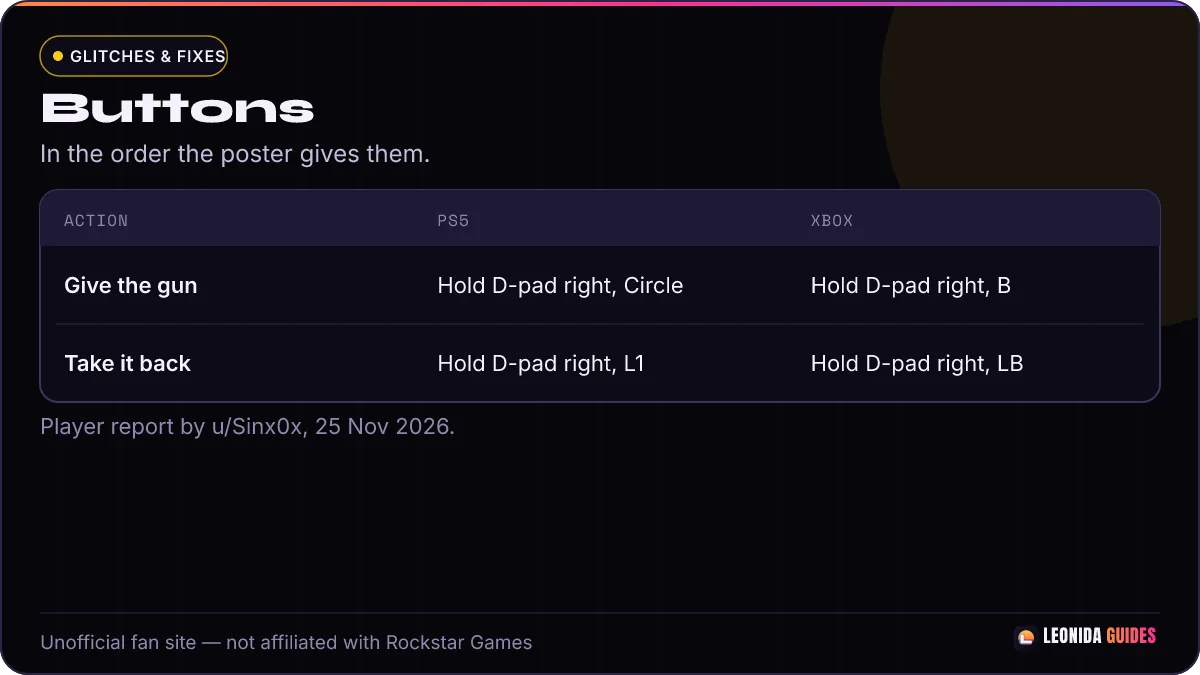 GLITCHES & FIXES
Buttons
In the order the poster gives them.
ACTION PS5 XBOX
Give the gun Hold D-pad right, Circle Hold D-pad right, B
Take it back Hold D-pad right, L1 Hold D-pad right, LB
Player report by u/Sinx0x, 25 Nov 2026.
Unofficial fan site — not affiliated with Rockstar Games
LEONIDA GUIDES